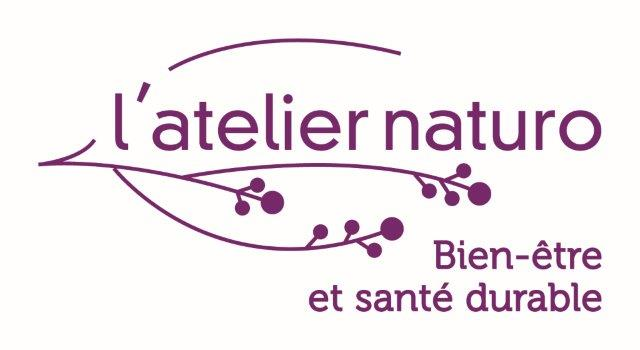 l'atelier naturo
Bien-être
et santé durable